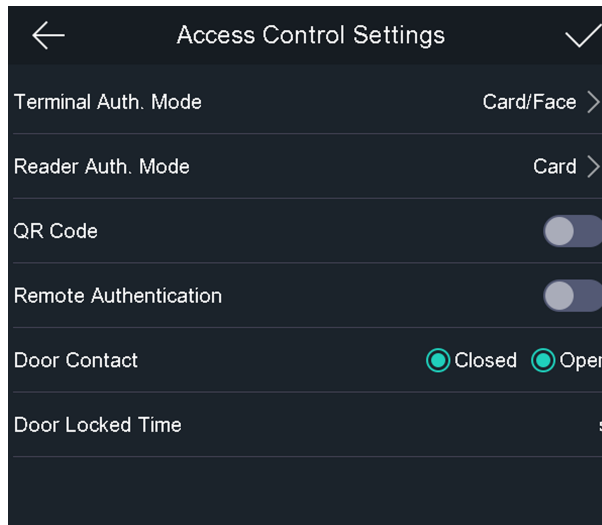 Access Control Settings
Terminal Auth. Mode Card/Face
Reader Auth. Mode Card
QR Code
Remote Authentication
Door Contact Closed Open
Door Locked Time s